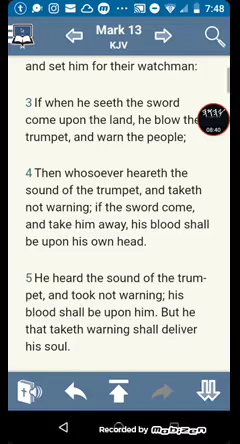 7:48
Mark 13
KJV
and set him for their watchman:
3 If when he seeth the sword
come upon the land, he blow the
trumpet, and warn the people;
08:40
4 Then whosoever heareth the
sound of the trumpet, and taketh
not warning; if the sword come,
and take him away, his blood shall
be upon his own head.
5 He heard the sound of the trum-
pet, and took not warning; his
blood shall be upon him. But he
that taketh warning shall deliver
his soul.
Recorded by Mobizen